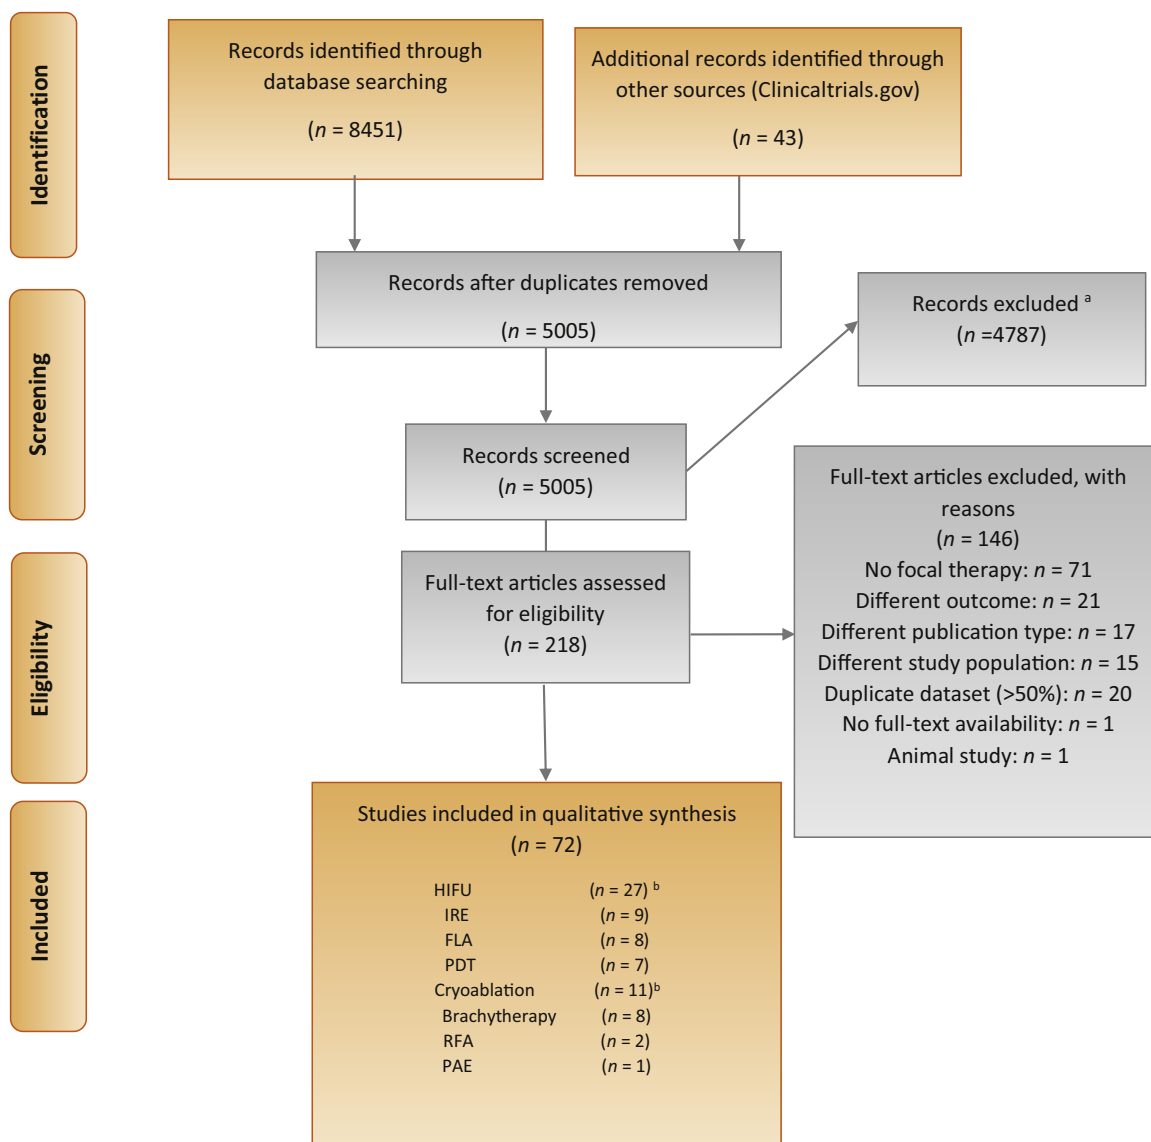 Identification
Records identified through
database searching
(n = 8451)
Additional records identified through
other sources (Clinicaltrials.gov)
(n = 43)
Records after duplicates removed
(n = 5005)
Screening
Records excluded a
(n =4787)
Records screened
(n = 5005)
Eligibility
Full-text articles assessed
for eligibility
(n = 218)
Full-text articles excluded, with
reasons
(n = 146)
No focal therapy: n = 71
Different outcome: n = 21
Different publication type: n = 17
Different study population: n = 15
Duplicate dataset (>50%): n = 20
No full-text availability: n = 1
Animal study: n = 1
Included
Studies included in qualitative synthesis
(n = 72)
HIFU (n = 27) b
IRE (n = 9)
FLA (n = 8)
PDT (n = 7)
Cryoablation (n = 11)b
Brachytherapy (n = 8)
RFA (n = 2)
PAE (n = 1)